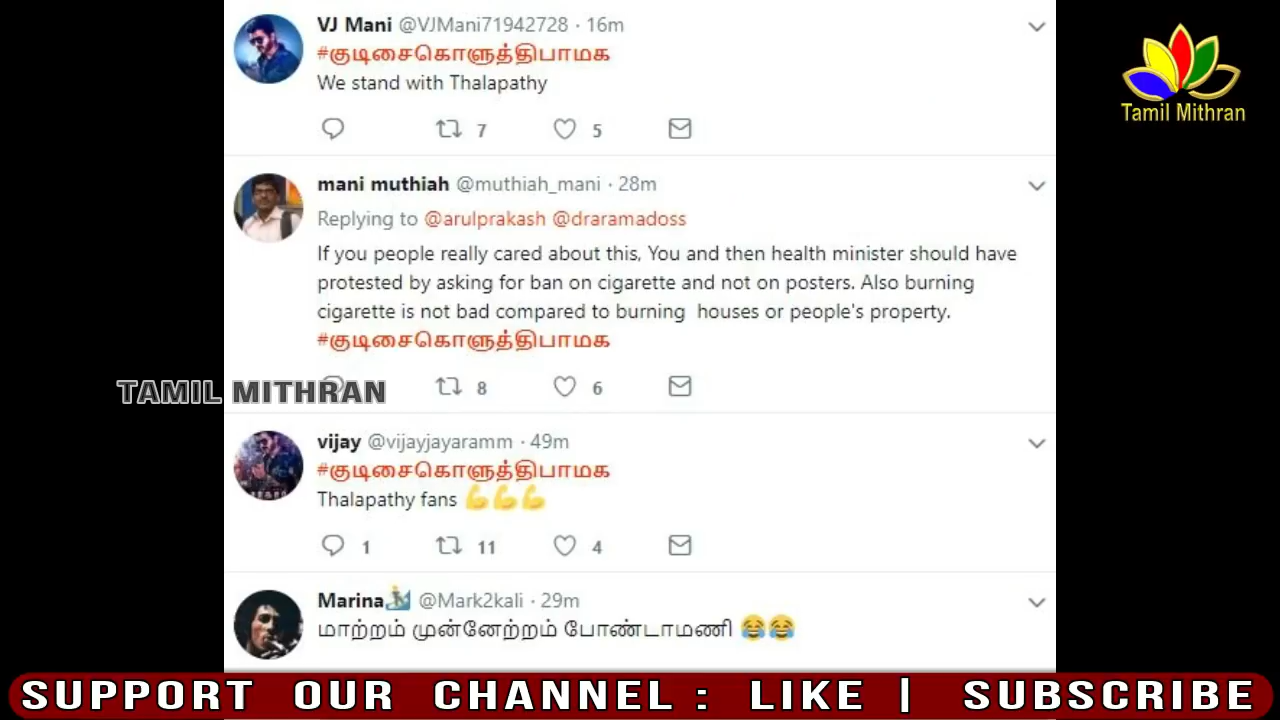 VJ Mani @VJMani71942728 · 16m
#குடிசைகொளுத்திபாமக
We stand with Thalapathy
7 5
Tamil Mithran
mani muthiah @muthiah_mani · 28m
Replying to @arulprakash @draramadoss
If you people really cared about this, You and then health minister should have
protested by asking for ban on cigarette and not on posters. Also burning
cigarette is not bad compared to burning houses or people's property.
#குடிசைகொளுத்திபாமக
8 6
TAMIL MITHRAN
vijay @vijayjayaramm · 49m
#குடிசைகொளுத்திபாமக
Thalapathy fans 💪💪💪
1 11 4
Marina🏄 @Mark2kali · 29m
மாற்றம் முன்னேற்றம் போண்டாமணி 😂😂
SUPPORT OUR CHANNEL : LIKE | SUBSCRIBE